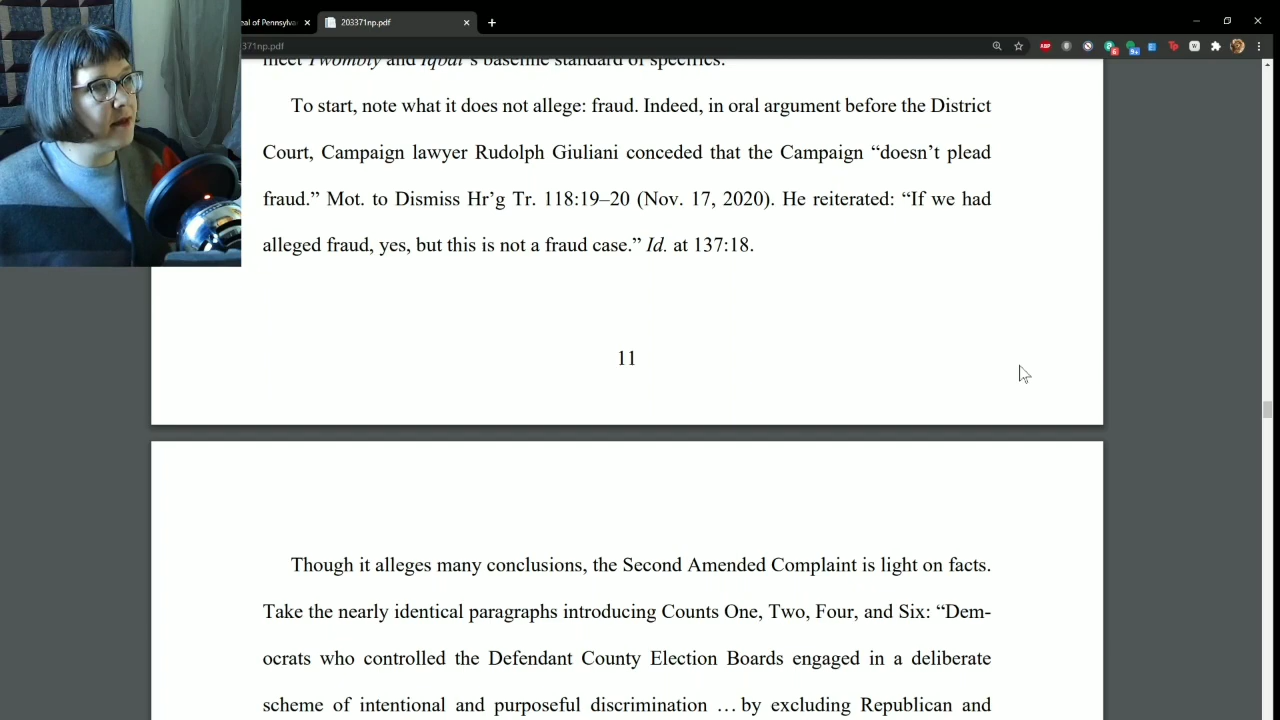 eal of Pennsylva
203371np.pdf
371np.pdf
meet Twombly and Iqbal's baseline standard of specifics.
To start, note what it does not allege: fraud. Indeed, in oral argument before the District
Court, Campaign lawyer Rudolph Giuliani conceded that the Campaign “doesn’t plead
fraud.” Mot. to Dismiss Hr’g Tr. 118:19–20 (Nov. 17, 2020). He reiterated: “If we had
alleged fraud, yes, but this is not a fraud case.” Id. at 137:18.
11
Though it alleges many conclusions, the Second Amended Complaint is light on facts.
Take the nearly identical paragraphs introducing Counts One, Two, Four, and Six: “Dem-
ocrats who controlled the Defendant County Election Boards engaged in a deliberate
scheme of intentional and purposeful discrimination … by excluding Republican and